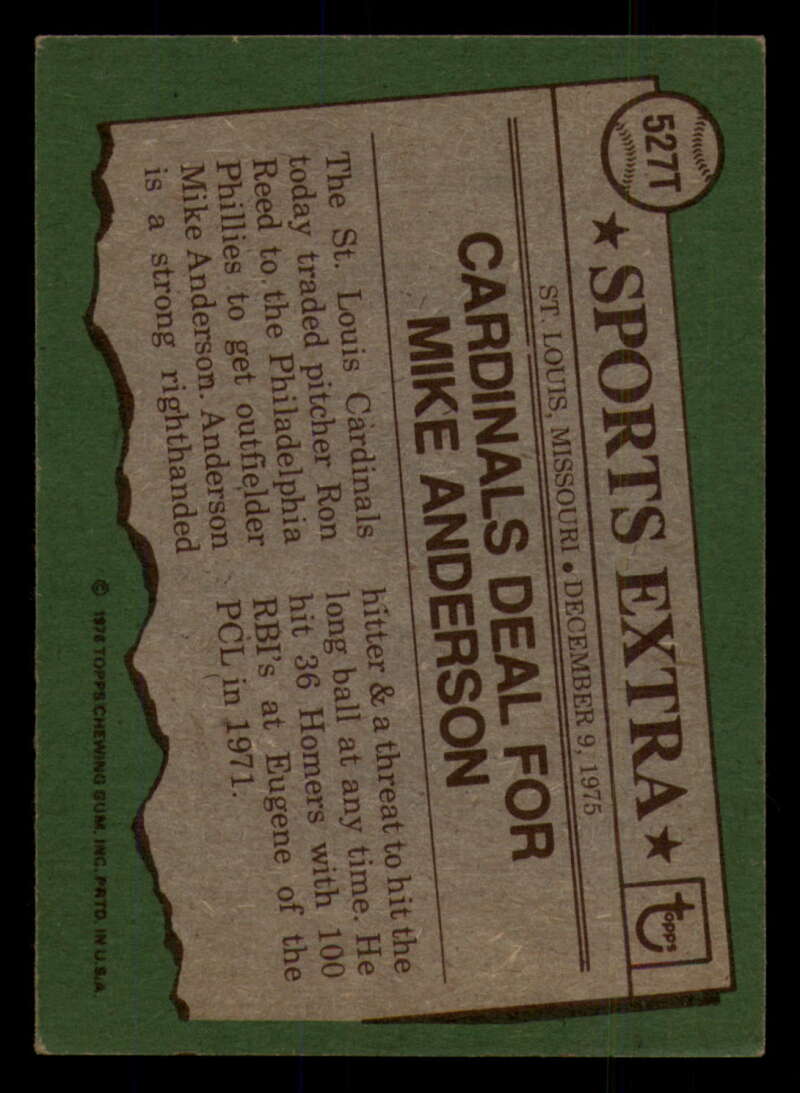 527T
★ SPORTS EXTRA ★
topps
ST. LOUIS, MISSOURI • DECEMBER 9, 1975
CARDINALS DEAL FOR
MIKE ANDERSON
The St. Louis Cardinals
today traded pitcher Ron
Reed to the Philadelphia
Phillies to get outfielder
Mike Anderson. Anderson
is a strong righthanded
hitter & a threat to hit the
long ball at any time. He
hit 36 Homers with 100
RBI's at Eugene of the
PCL in 1971.
© 1976 TOPPS CHEWING GUM, INC. PRTD. IN U.S.A.